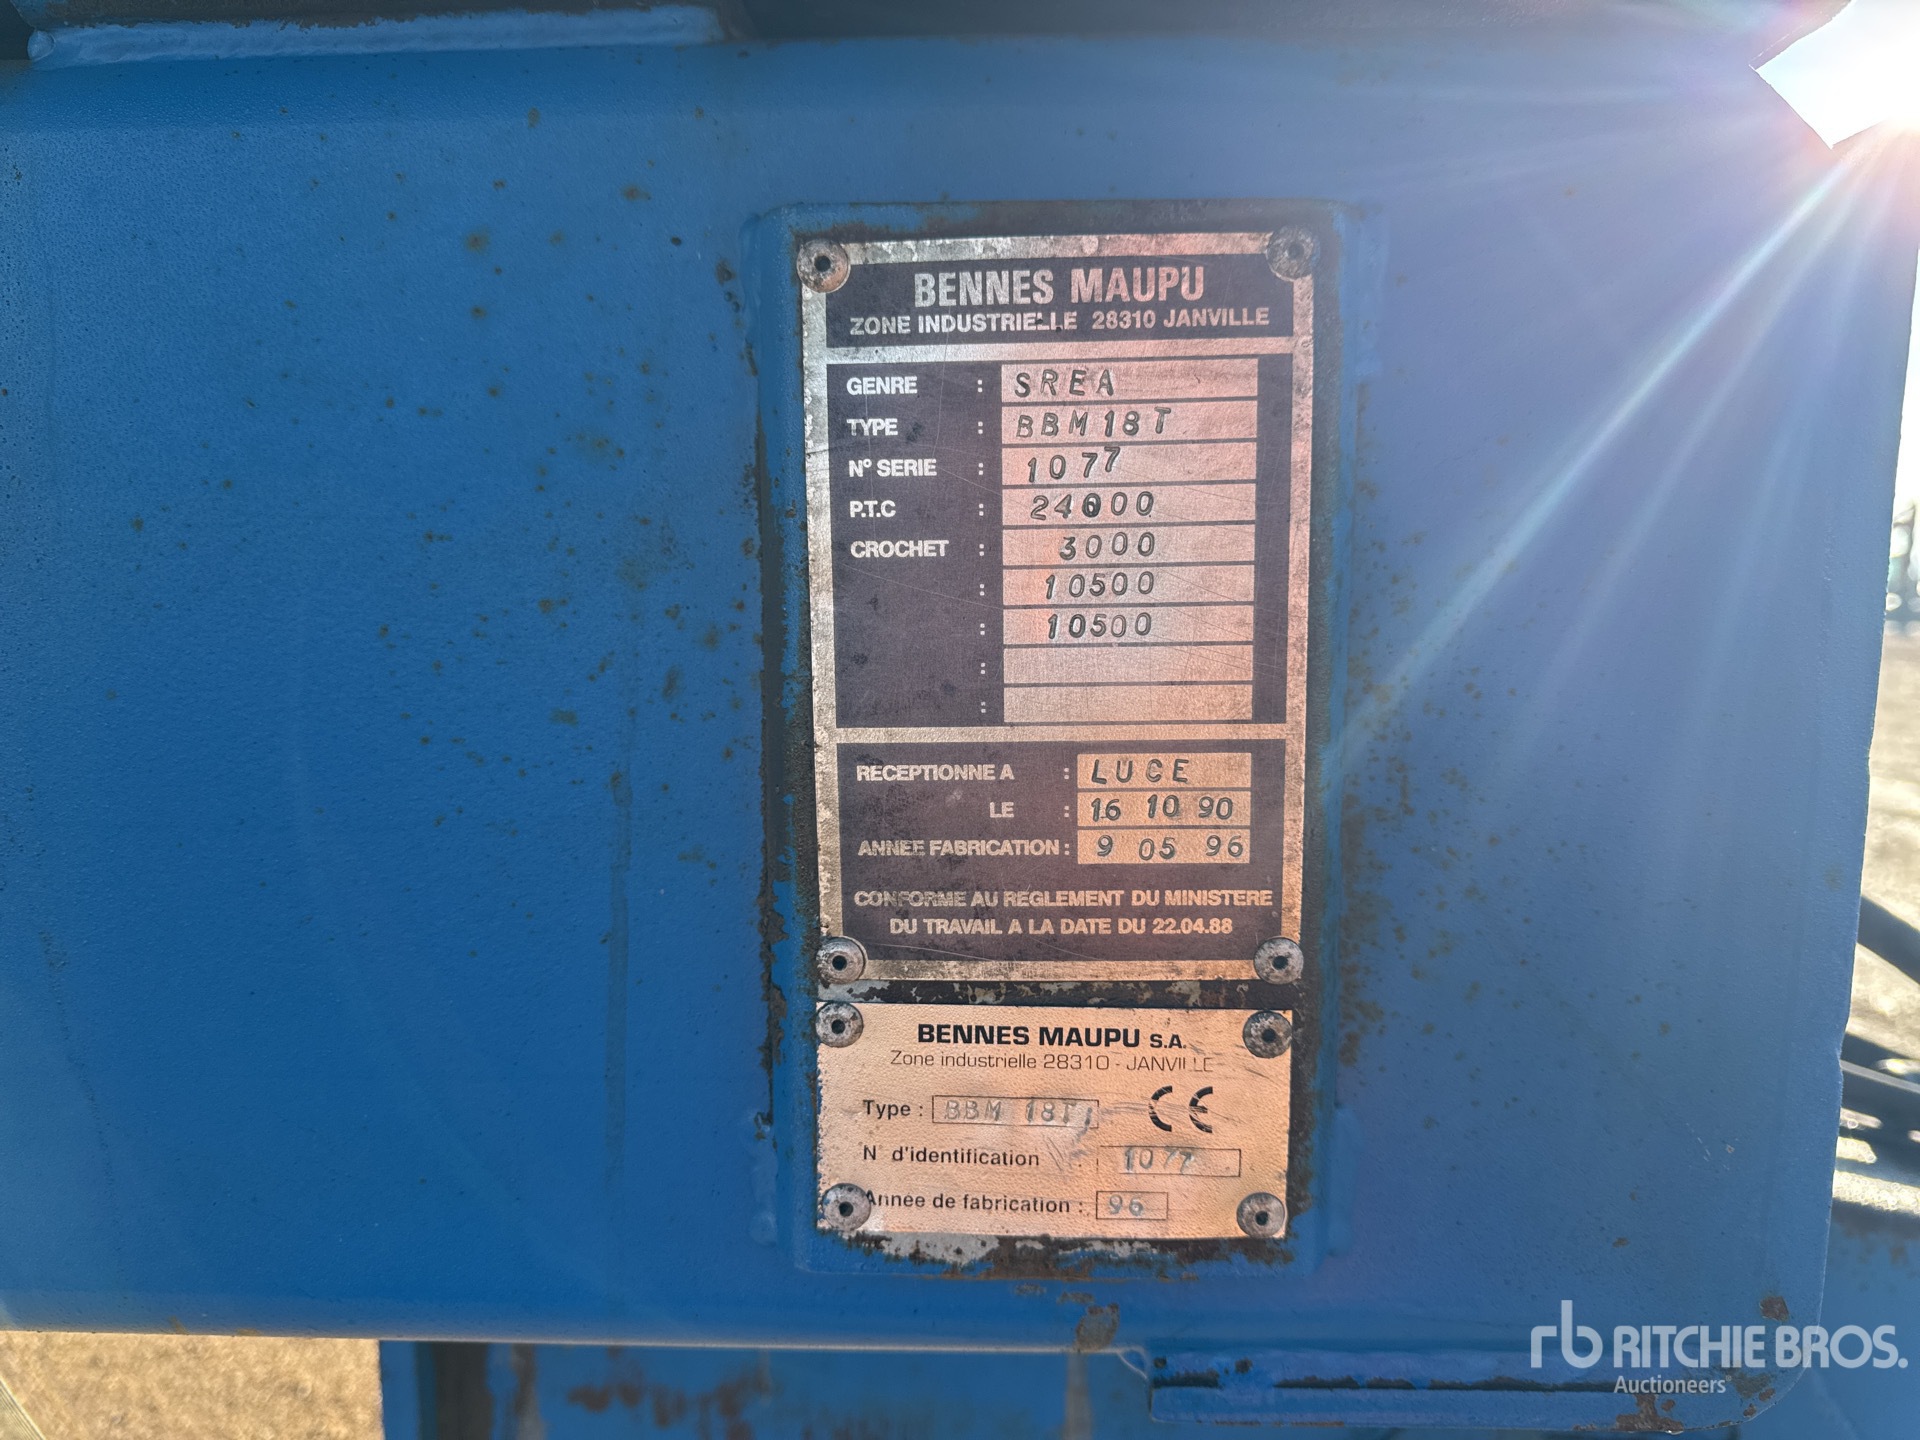 BENNES MAUPU
ZONE INDUSTRIELLE 28310 JANVILLE
GENRE : SREA
TYPE : BBM 18 T
N° SERIE : 1077
P.T.C : 24000
CROCHET : 3000
: 10500
: 10500
:
:
RECEPTIONNE A : LUCE
LE : 16 10 90
ANNEE FABRICATION : 9 05 96
CONFORME AU REGLEMENT DU MINISTERE
DU TRAVAIL A LA DATE DU 22.04.88
BENNES MAUPU S.A.
Zone industrielle 28310 - JANVILLE
Type : BBM 18T CE
N d'identification : 1077
Année de fabrication : 96
rb RITCHIE BROS.
Auctioneers